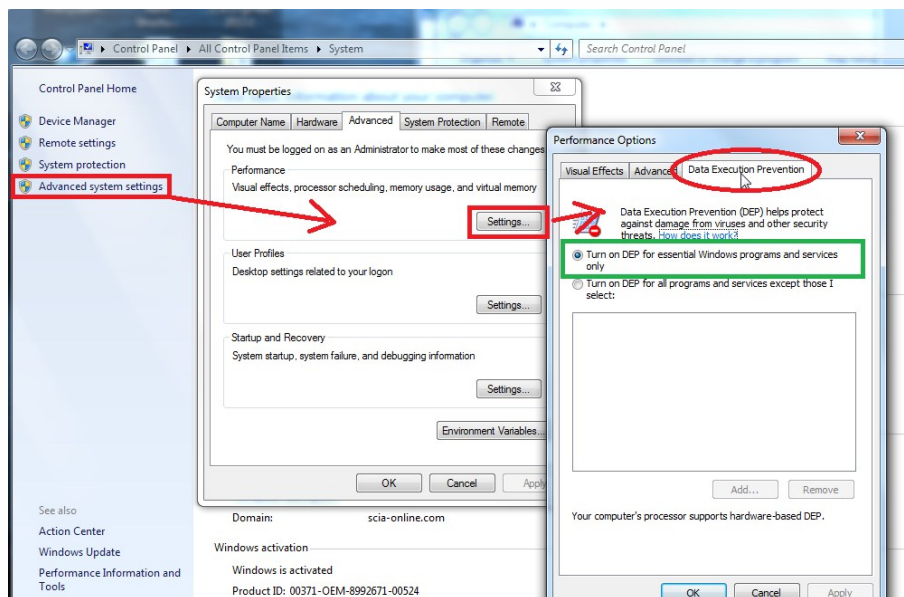 Control Panel ▸ All Control Panel Items ▸ System
Search Control Panel
Control Panel Home
Device Manager
Remote settings
System protection
Advanced system settings
See also
Action Center
Windows Update
Performance Information and
Tools
System Properties
Computer Name Hardware Advanced System Protection Remote
You must be logged on as an Administrator to make most of these changes
Performance
Visual effects, processor scheduling, memory usage, and virtual memory
Settings...
User Profiles
Desktop settings related to your logon
Settings...
Startup and Recovery
System startup, system failure, and debugging information
Settings...
Environment Variables...
OK Cancel Apply
Domain: scia-online.com
Windows activation
Windows is activated
Product ID: 00371-OEM-8992671-00524
Performance Options
Visual Effects Advanced Data Execution Prevention
Data Execution Prevention (DEP) helps protect
against damage from viruses and other security
threats. How does it work?
Turn on DEP for essential Windows programs and services
only
Turn on DEP for all programs and services except those I
select:
Add... Remove
Your computer's processor supports hardware-based DEP.
OK Cancel Apply